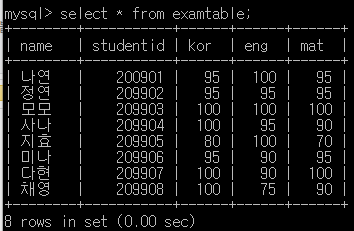 mysql> select * from examtable;
+------+-----------+------+------+------+
| name | studentid | kor | eng | mat |
+------+-----------+------+------+------+
| 나연 | 200901 | 95 | 100 | 95 |
| 정연 | 209902 | 95 | 95 | 95 |
| 모모 | 209903 | 100 | 100 | 100 |
| 사나 | 209904 | 100 | 95 | 90 |
| 지효 | 209905 | 80 | 100 | 70 |
| 미나 | 209906 | 95 | 90 | 95 |
| 다현 | 209907 | 100 | 90 | 100 |
| 채영 | 209908 | 100 | 75 | 90 |
+------+-----------+------+------+------+
8 rows in set (0.00 sec)